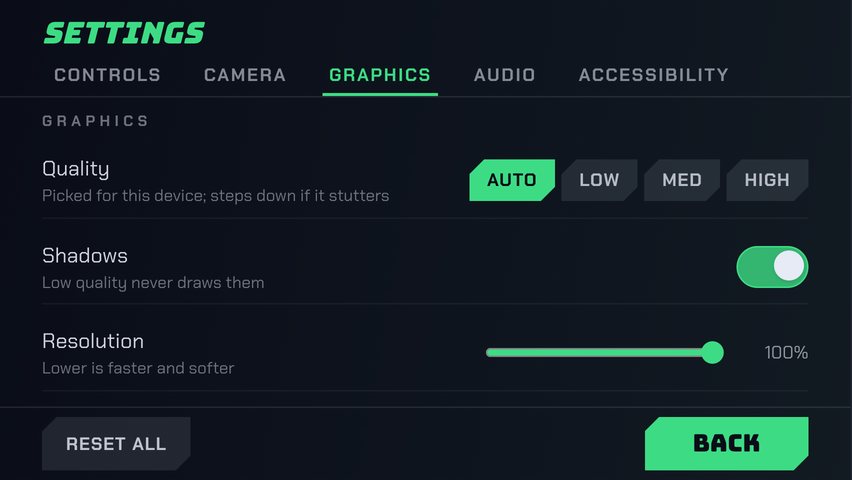 SETTINGS
CONTROLS CAMERA GRAPHICS AUDIO ACCESSIBILITY
GRAPHICS
Quality
Picked for this device; steps down if it stutters
AUTO LOW MED HIGH
Shadows
Low quality never draws them
Resolution
Lower is faster and softer
100%
RESET ALL BACK